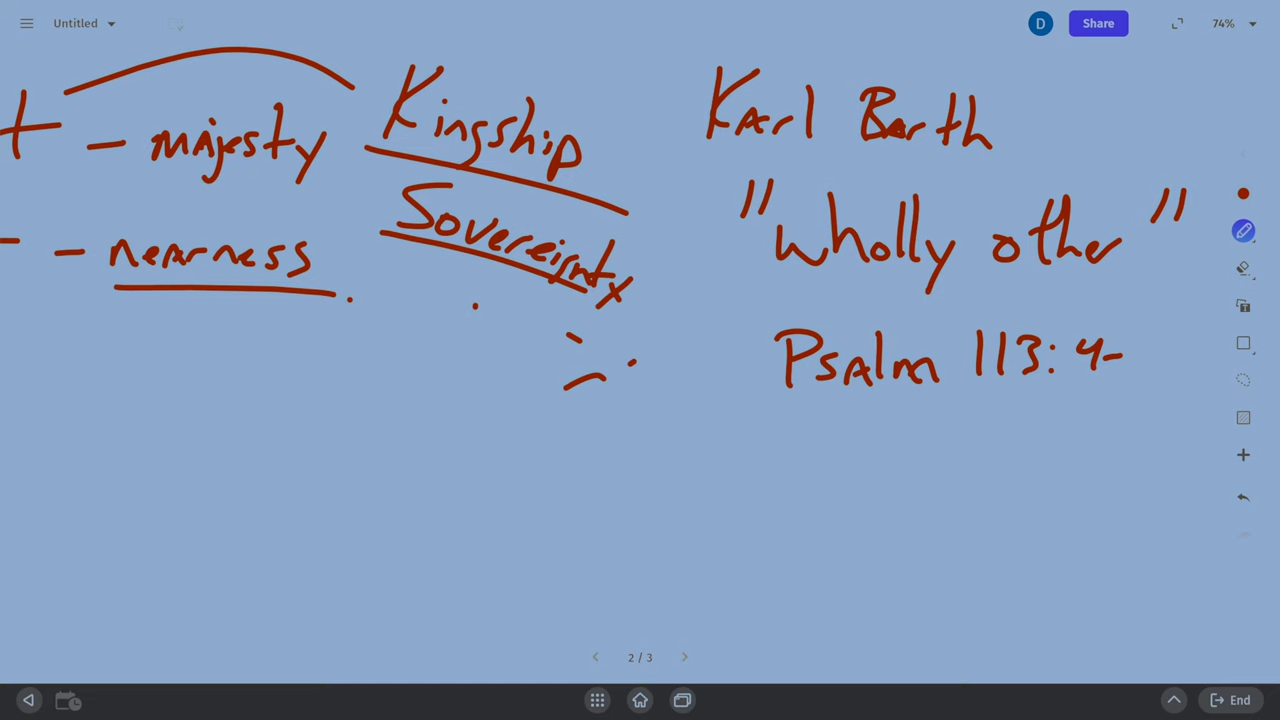 Untitled
D
Share
74%
t - majesty Kingship
Sovereignty
- nearness
Karl Barth
"wholly other"
Psalm 113:4-
2 / 3
End